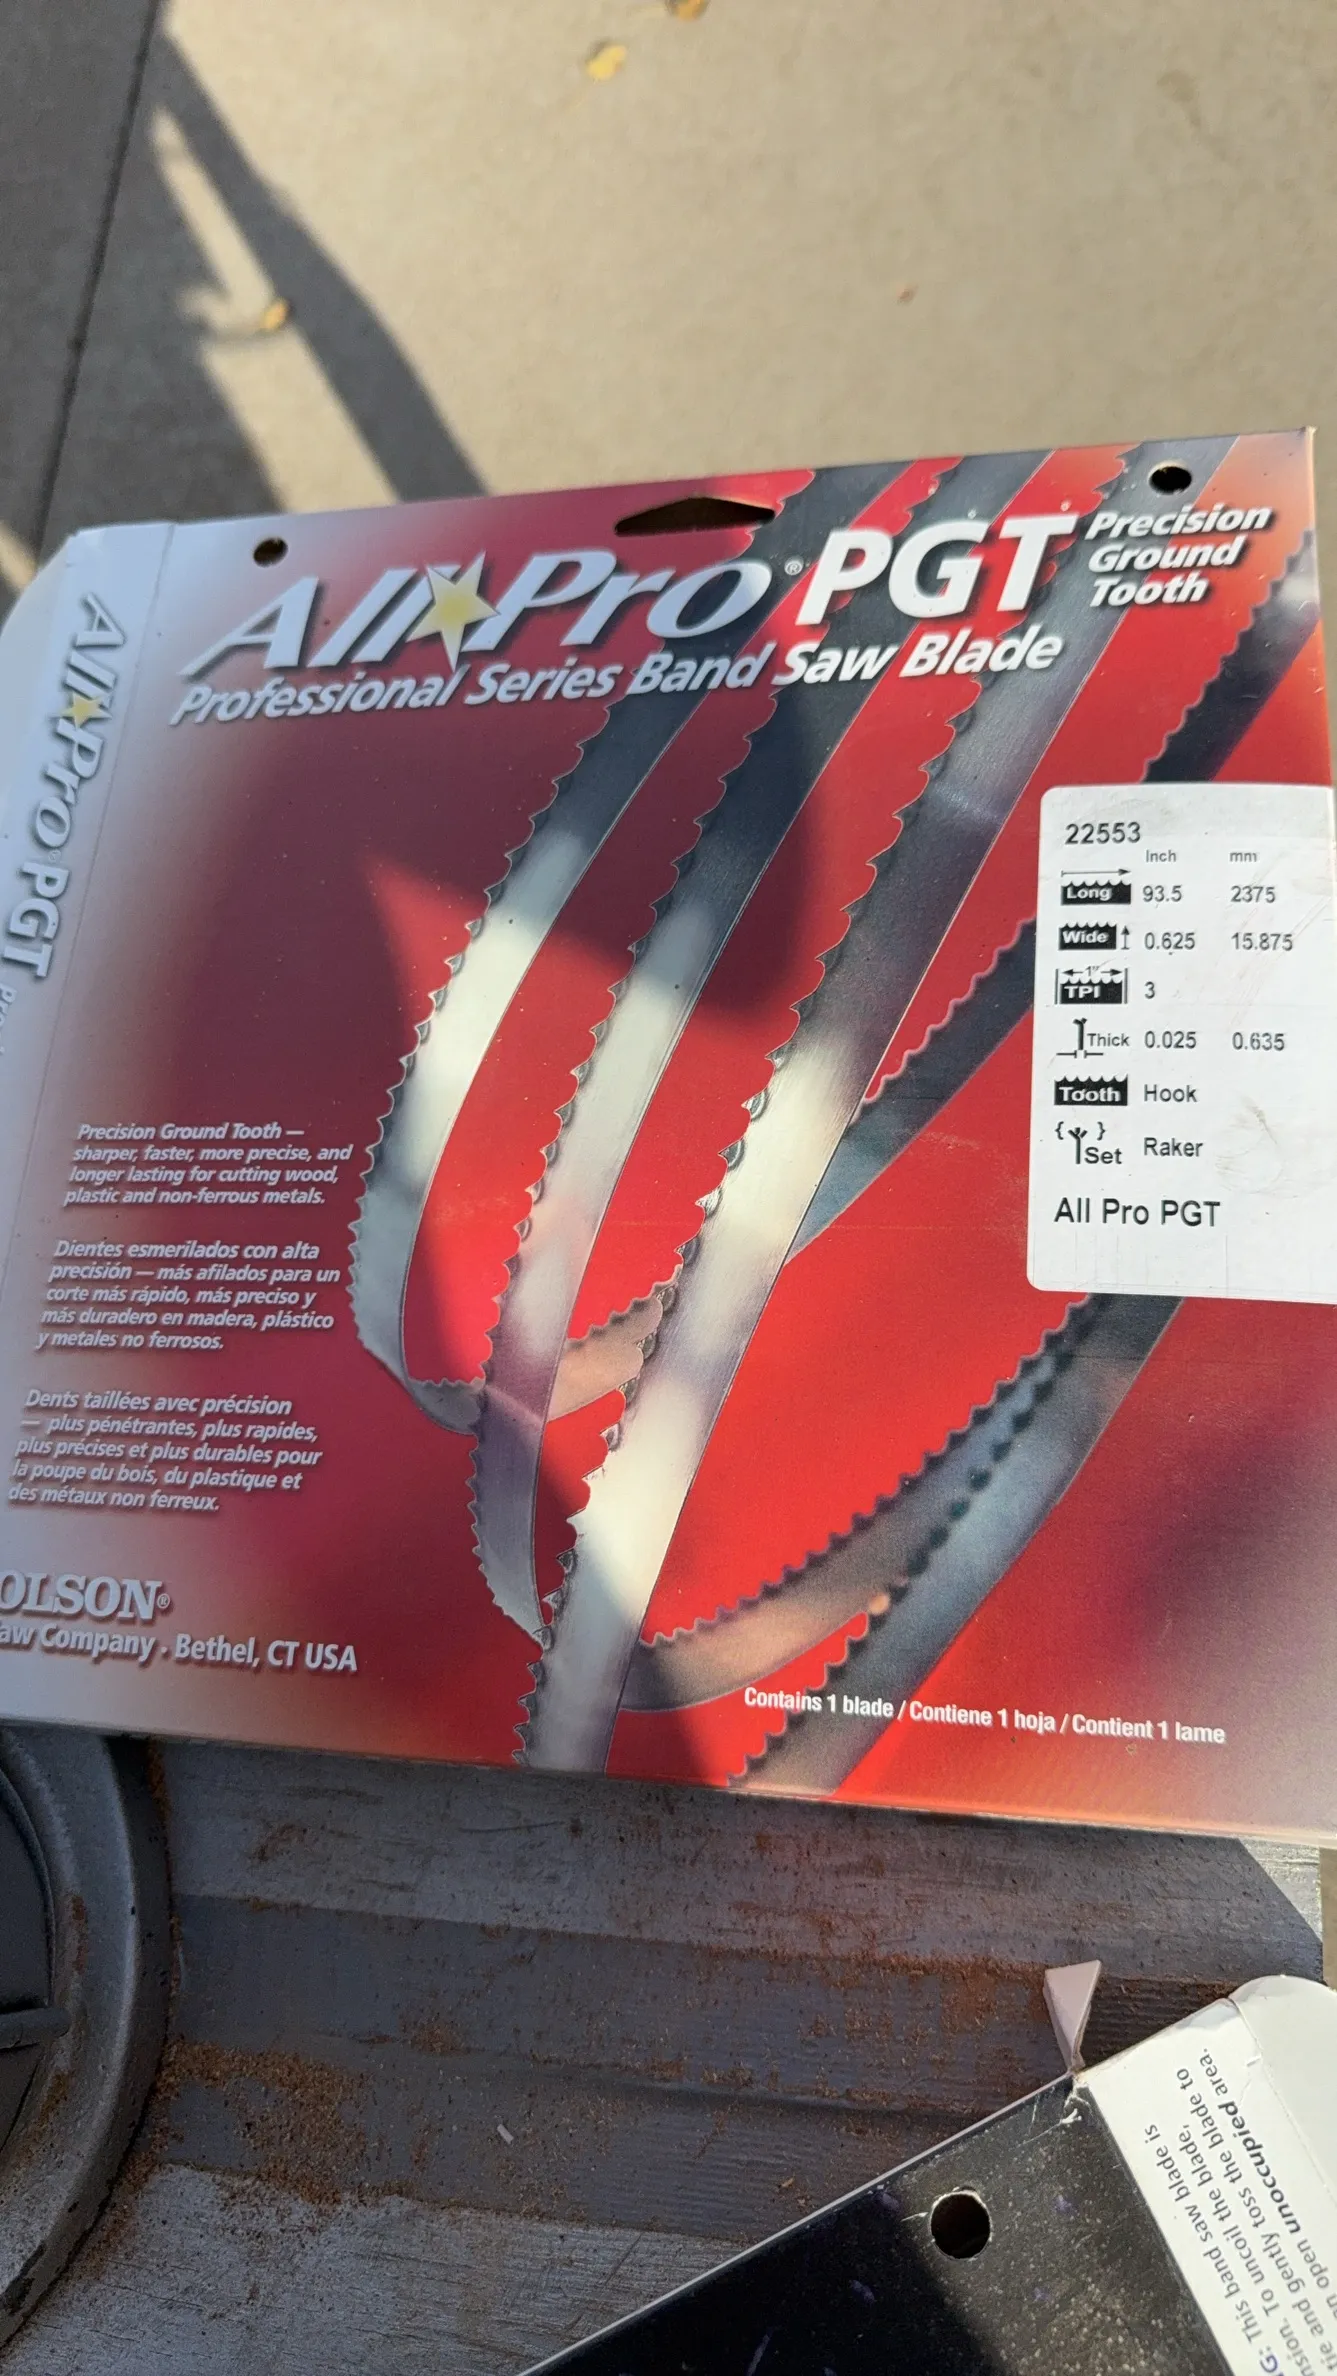 All Pro® PGT
Precision
Ground
Tooth
Professional Series Band Saw Blade
All Pro PGT
22553
Inch mm
Long 93.5 2375
Wide 0.625 15.875
1"
TPI 3
Thick 0.025 0.635
Tooth Hook
Set Raker
All Pro PGT
Precision Ground Tooth —
sharper, faster, more precise, and
longer lasting for cutting wood,
plastic and non-ferrous metals.
Dientes esmerilados con alta
precisión — más afilados para un
corte más rápido, más preciso y
más duradero en madera, plástico
y metales no ferrosos.
Dents taillées avec précision
— plus pénétrantes, plus rapides,
plus précises et plus durables pour
la poupe du bois, du plastique et
des métaux non ferreux.
OLSON®
aw Company · Bethel, CT USA
Contains 1 blade / Contiene 1 hoja / Contient 1 lame
G: This band saw blade is
nsion. To uncoil the blade,
tie and gently toss the blade to
an open unoccupied area.